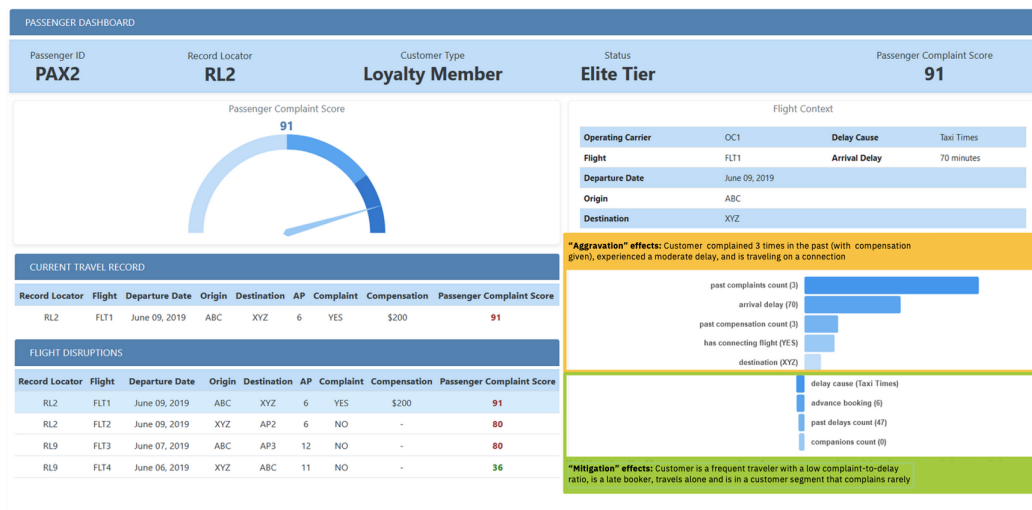 PASSENGER DASHBOARD
Passenger ID Record Locator Customer Type Status Passenger Complaint Score
PAX2 RL2 Loyalty Member Elite Tier 91
Passenger Complaint Score
91
Flight Context
Operating Carrier OC1 Delay Cause Taxi Times
Flight FLT1 Arrival Delay 70 minutes
Departure Date June 09, 2019
Origin ABC
Destination XYZ
CURRENT TRAVEL RECORD
Record Locator Flight Departure Date Origin Destination AP Complaint Compensation Passenger Complaint Score
RL2 FLT1 June 09, 2019 ABC XYZ 6 YES $200 91
FLIGHT DISRUPTIONS
Record Locator Flight Departure Date Origin Destination AP Complaint Compensation Passenger Complaint Score
RL2 FLT1 June 09, 2019 ABC XYZ 6 YES $200 91
RL2 FLT2 June 09, 2019 XYZ AP2 6 NO - 80
RL9 FLT3 June 07, 2019 ABC AP3 12 NO - 80
RL9 FLT4 June 06, 2019 XYZ ABC 11 NO - 36
“Aggravation” effects: Customer complained 3 times in the past (with compensation
given), experienced a moderate delay, and is traveling on a connection
past complaints count (3)
arrival delay (70)
past compensation count (3)
has connecting flight (YES)
destination (XYZ)
delay cause (Taxi Times)
advance booking (6)
past delays count (47)
companions count (0)
“Mitigation” effects: Customer is a frequent traveler with a low complaint-to-delay
ratio, is a late booker, travels alone and is in a customer segment that complains rarely